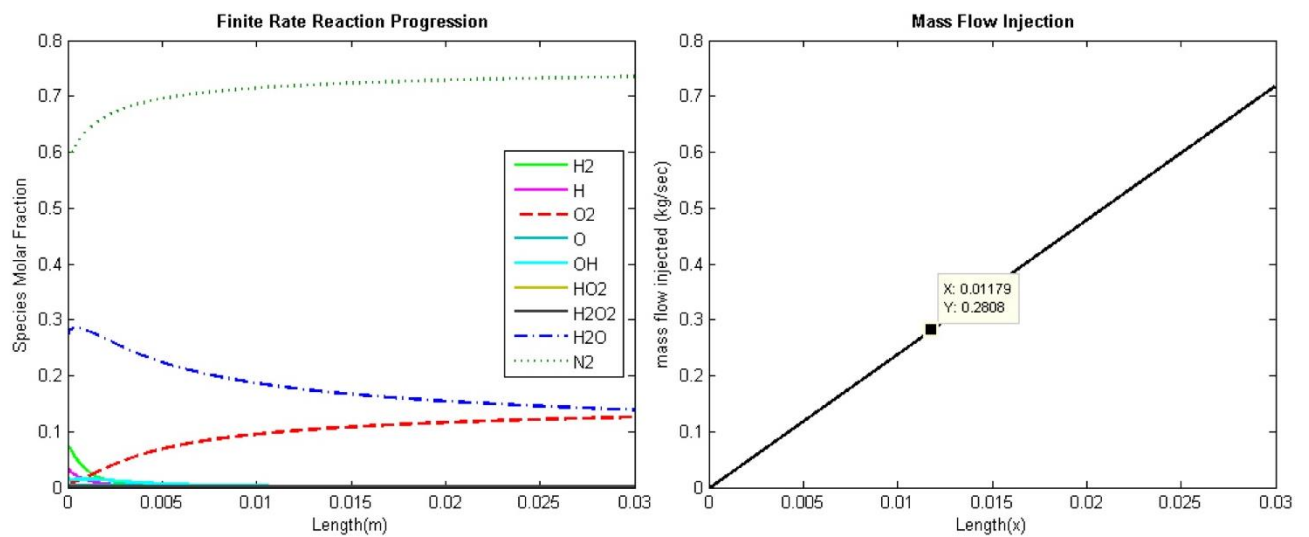 Finite Rate Reaction Progression
0.8
0.7
0.6
0.5
0.4
0.3
0.2
0.1
0
Species Molar Fraction
H2
H
O2
O
OH
HO2
H2O2
H2O
N2
0
0.005
0.01
0.015
0.02
0.025
0.03
Length(m)
Mass Flow Injection
0.8
0.7
0.6
0.5
0.4
0.3
0.2
0.1
0
mass flow injected (kg/sec)
X: 0.01179
Y: 0.2808
0
0.005
0.01
0.015
0.02
0.025
0.03
Length(x)